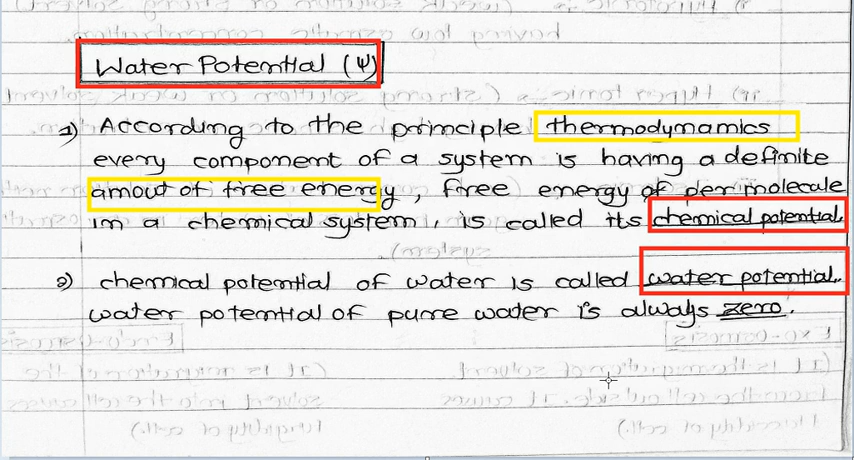 Water Potential (Ψ)
1) According to the principle thermodynamics
every component of a system is having a definite
amout of free energy, free energy of per molecule
in a chemical system, is called its chemical potential.
2) chemical potential of water is called water potential.
water potential of pure water is always zero.